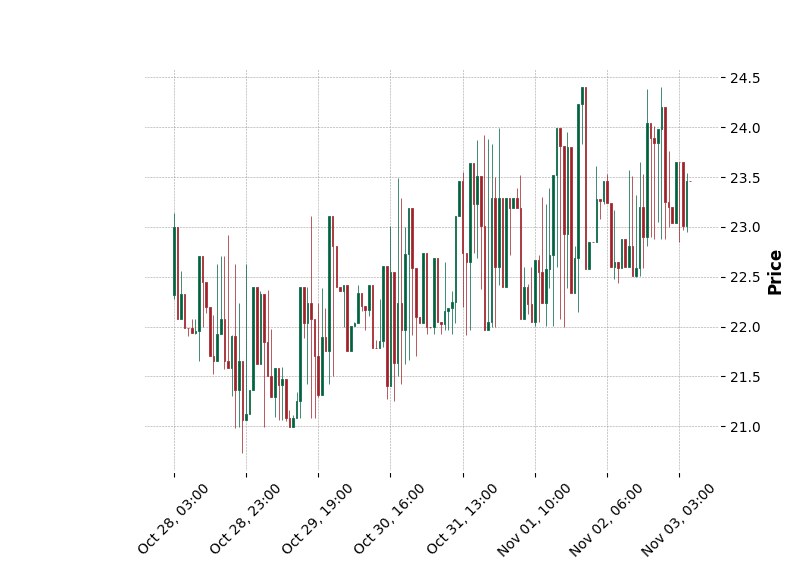 24.5
24.0
23.5
23.0
22.5
22.0
21.5
21.0
Price
Oct 28, 03:00
Oct 28, 23:00
Oct 29, 19:00
Oct 30, 16:00
Oct 31, 13:00
Nov 01, 10:00
Nov 02, 06:00
Nov 03, 03:00